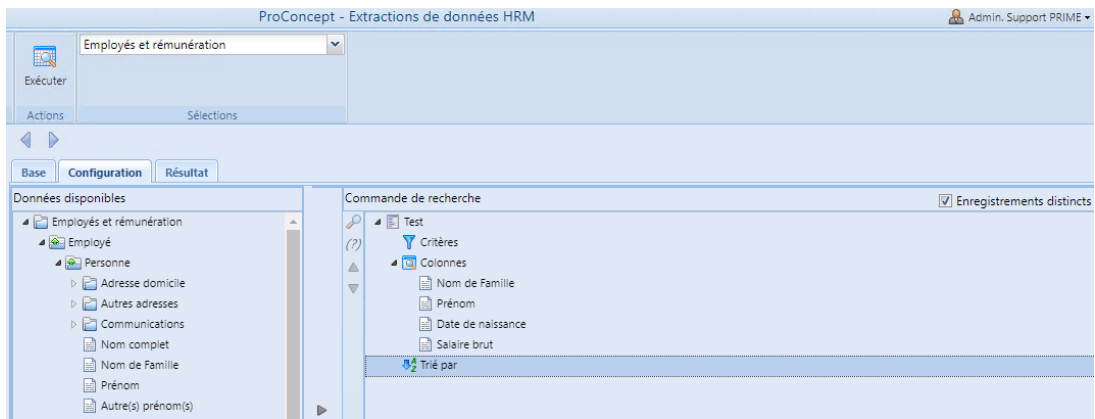 ProConcept - Extractions de données HRM
Admin. Support PRIME
Employés et rémunération
Exécuter
Actions
Sélections
Base
Configuration
Résultat
Données disponibles
Commande de recherche
Enregistrements distincts
Employés et rémunération
Employé
Personne
Adresse domicile
Autres adresses
Communications
Nom complet
Nom de Famille
Prénom
Autre(s) prénom(s)
(?)
Test
Critères
Colonnes
Nom de Famille
Prénom
Date de naissance
Salaire brut
Trié par